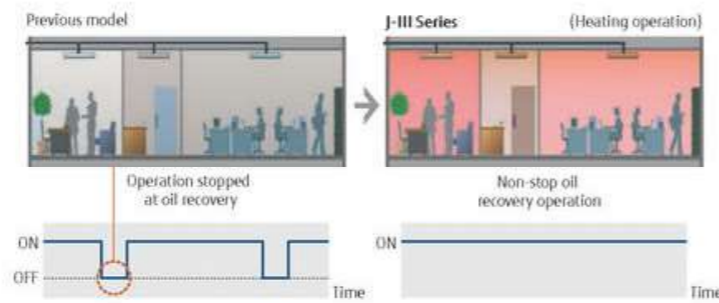 Previous model
J-III Series
(Heating operation)
Operation stopped
at oil recovery
Non-stop oil
recovery operation
ON
OFF
Time
ON
Time